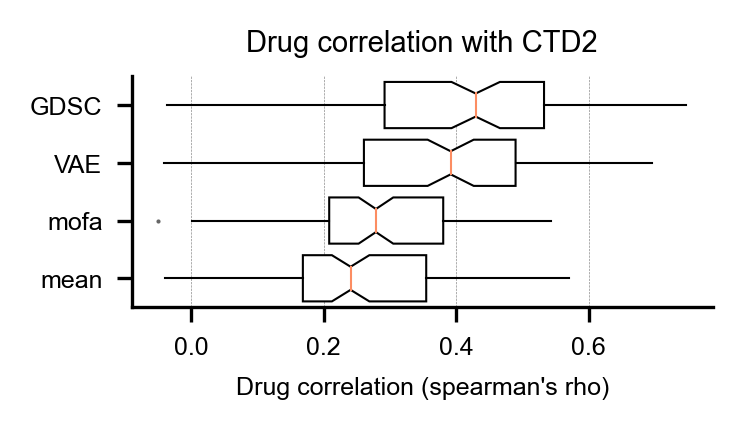 Drug correlation with CTD2
GDSC
VAE
mofa
mean
0.0 0.2 0.4 0.6
Drug correlation (spearman's rho)